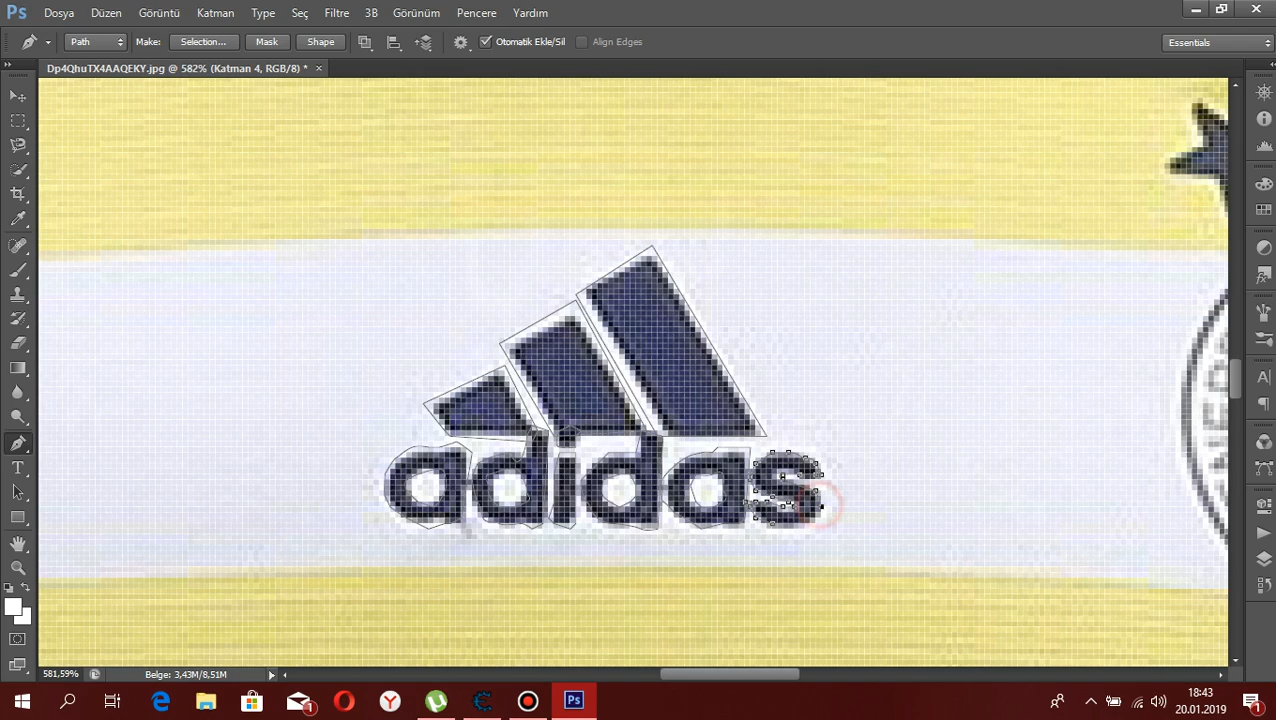 Ps Dosya Düzen Görüntü Katman Type Seç Filtre 3B Görünüm Pencere Yardım
Path Make: Selection... Mask Shape Otomatik Ekle/Sil Align Edges Essentials
Dp4QhuTX4AAQEKY.jpg @ 582% (Katman 4, RGB/8) *
adidas
581,59% Belge: 3,43M/8,51M
18:43
20.01.2019